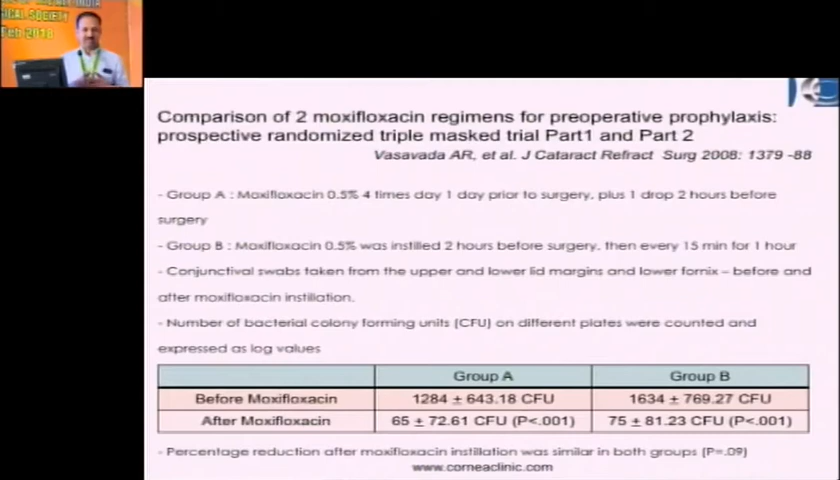 ICAL SOCIETY
Feb 2018
Comparison of 2 moxifloxacin regimens for preoperative prophylaxis:
prospective randomized triple masked trial Part1 and Part 2
Vasavada AR, et al. J Cataract Refract Surg 2008: 1379 -88
- Group A : Moxifloxacin 0.5% 4 times day 1 day prior to surgery, plus 1 drop 2 hours before
surgery
- Group B : Moxifloxacin 0.5% was instilled 2 hours before surgery, then every 15 min for 1 hour
- Conjunctival swabs taken from the upper and lower lid margins and lower fornix – before and
after moxifloxacin instillation.
- Number of bacterial colony forming units (CFU) on different plates were counted and
expressed as log values
Group A Group B
Before Moxifloxacin 1284 ± 643.18 CFU 1634 ± 769.27 CFU
After Moxifloxacin 65 ± 72.61 CFU (P<.001) 75 ± 81.23 CFU (P<.001)
- Percentage reduction after moxifloxacin instillation was similar in both groups (P=.09)
www.corneaclinic.com